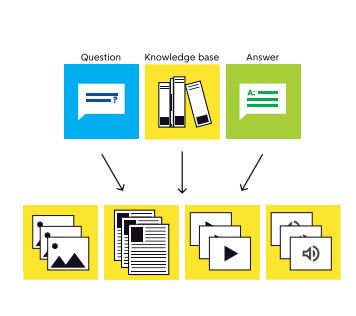 Question
Knowledge base
Answer
?
A: